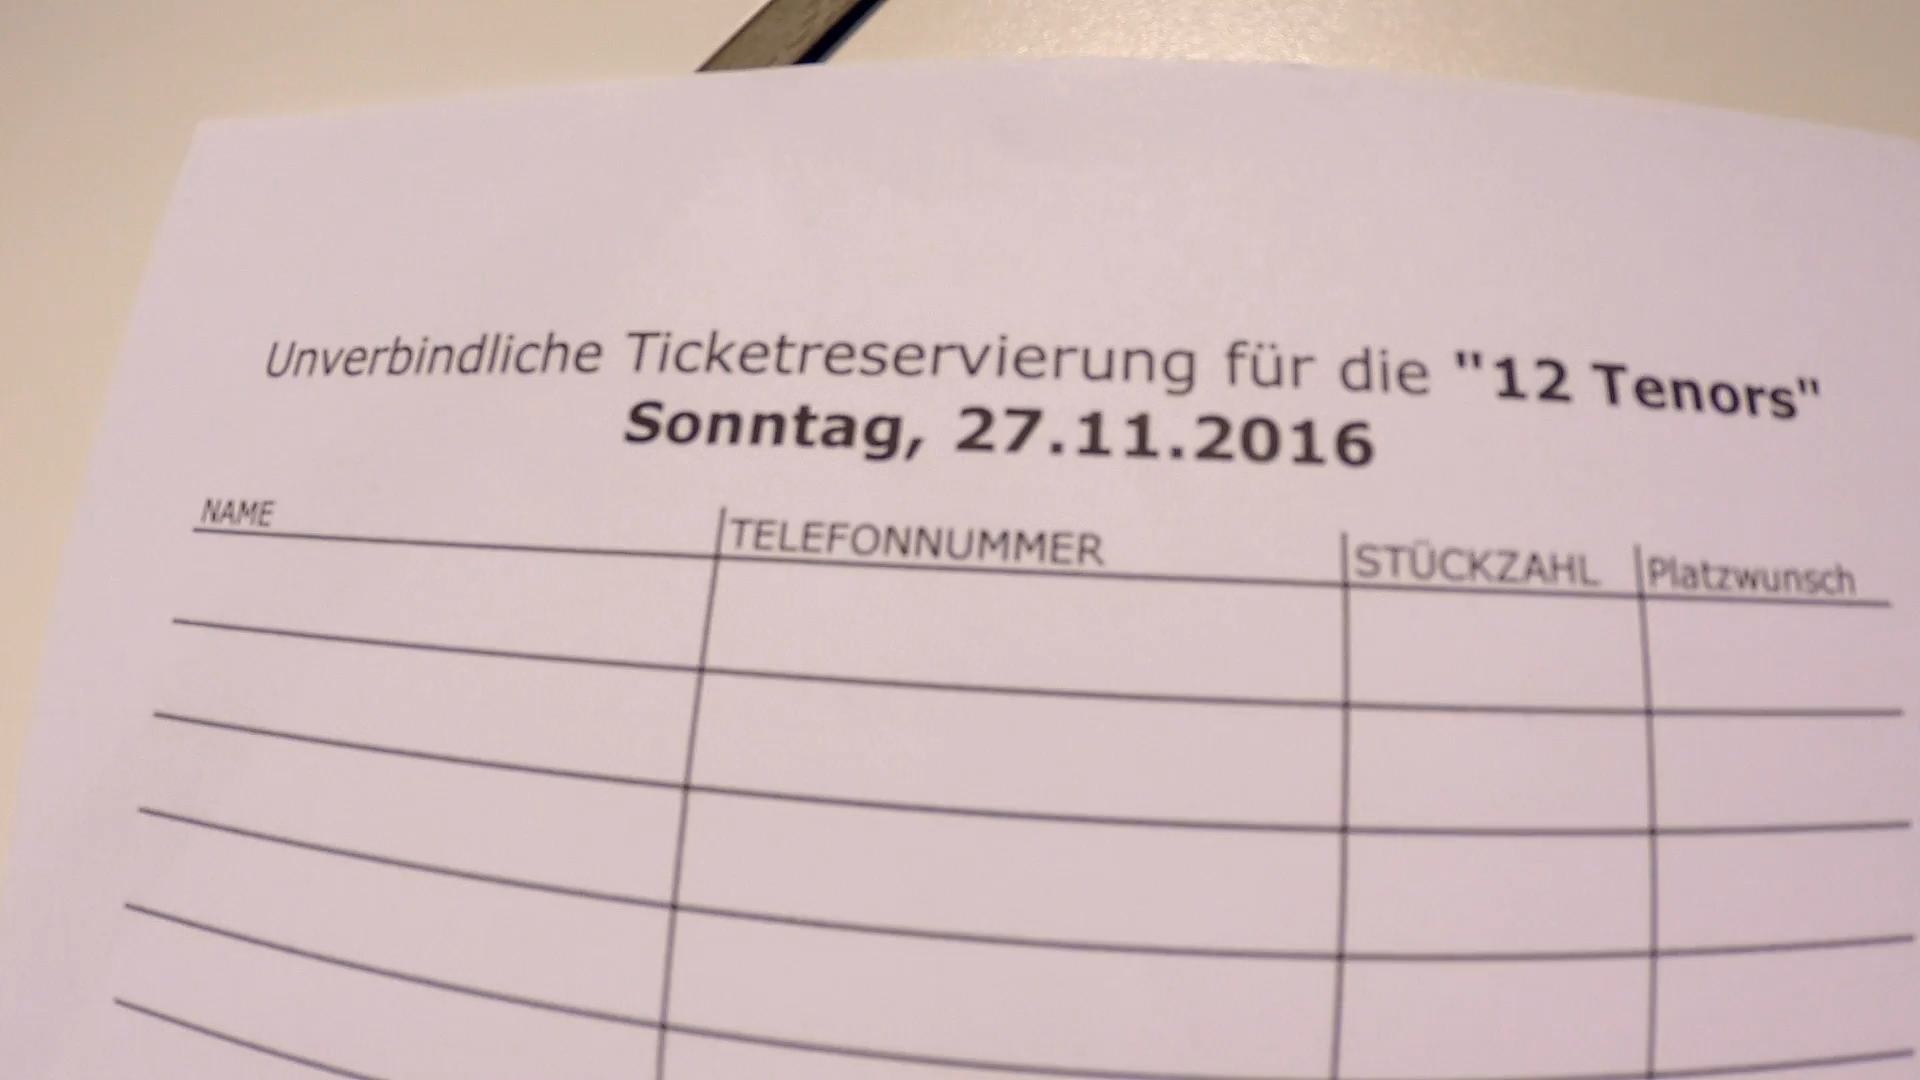 Unverbindliche Ticketreservierung für die "12 Tenors"
Sonntag, 27.11.2016
NAME TELEFONNUMMER STÜCKZAHL Platzwunsch